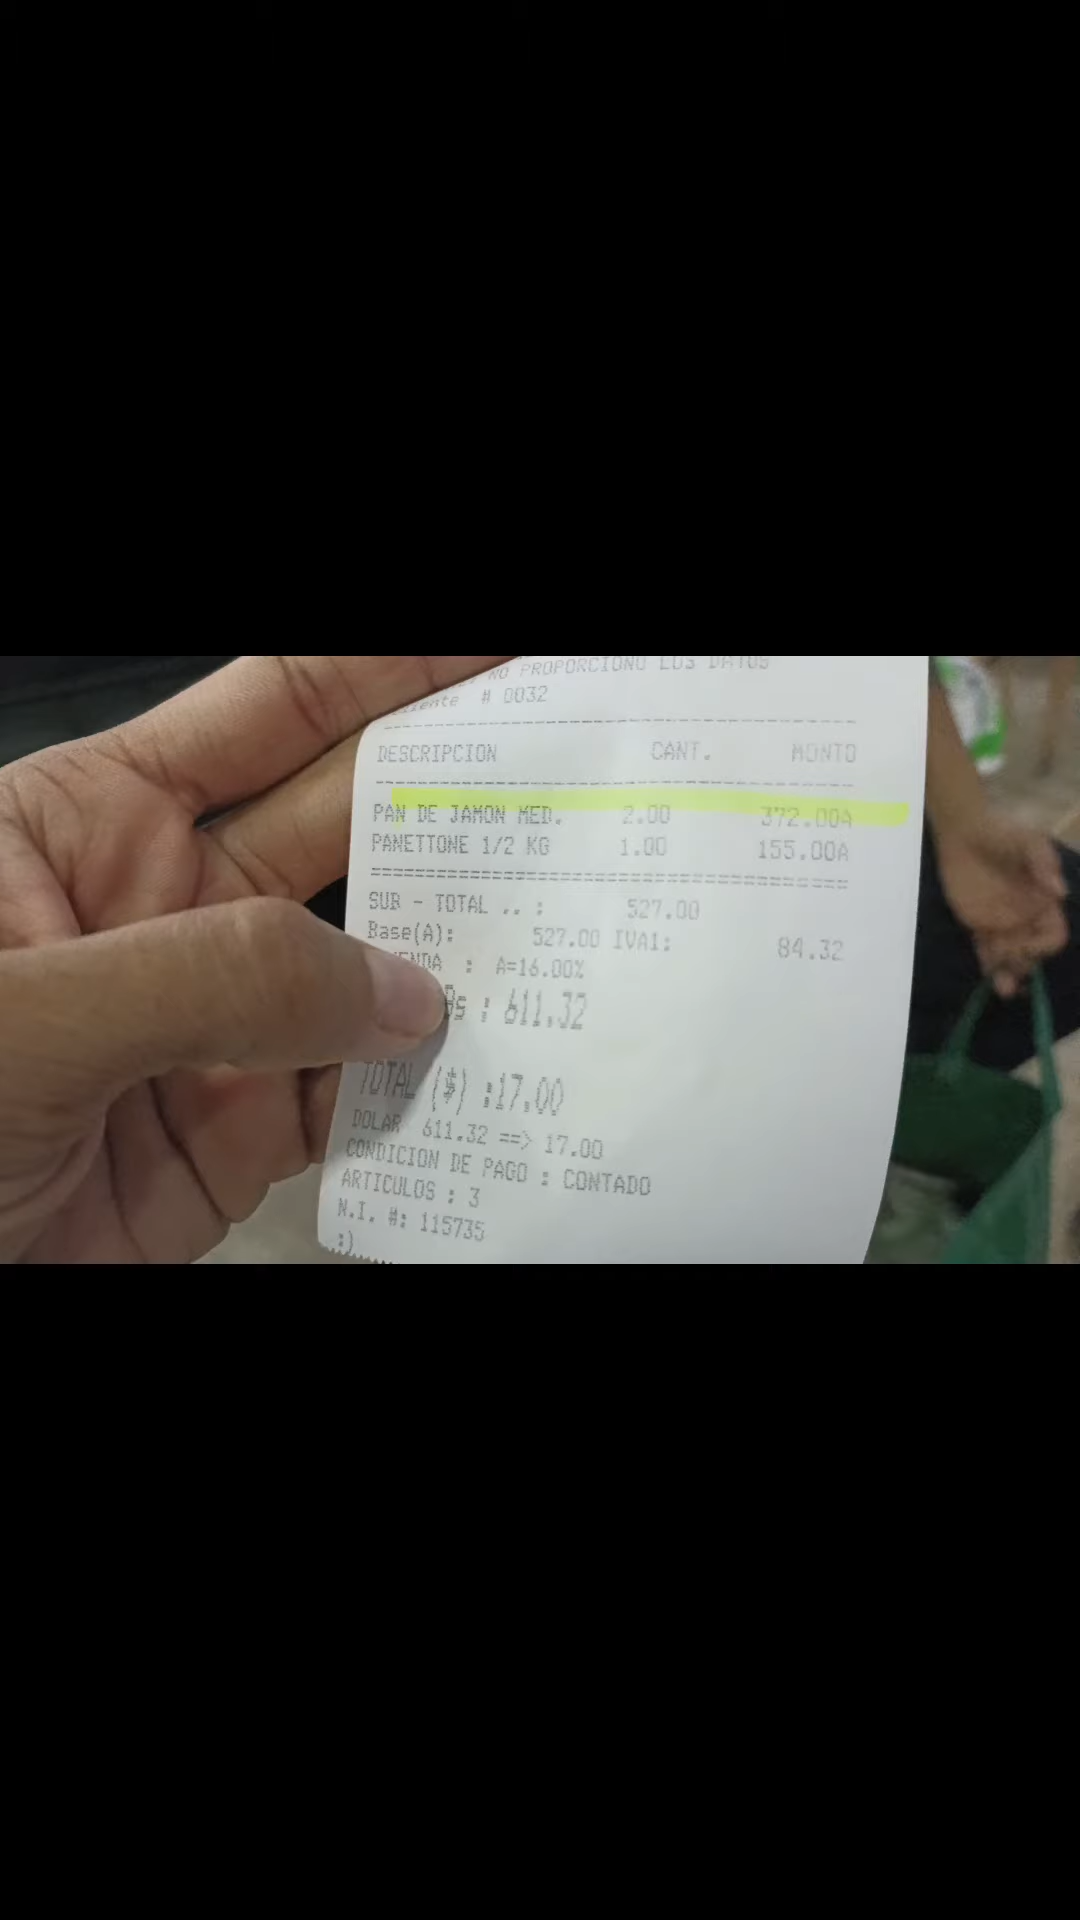 NO PROPORCIONO LOS DATOS
Cliente # 0032
DESCRIPCION CANT. MONTO
PAN DE JAMON MED. 2.00 372.00A
PANETTONE 1/2 KG 1.00 155.00A
SUB - TOTAL .. : 527.00
Base(A): 527.00 IVA1: 84.32
: A=16.00%
Bs : 611.32
TOTAL ($) :17.00
DOLAR 611.32 ==> 17.00
CONDICION DE PAGO : CONTADO
ARTICULOS : 3
N.I. #: 115735
:)